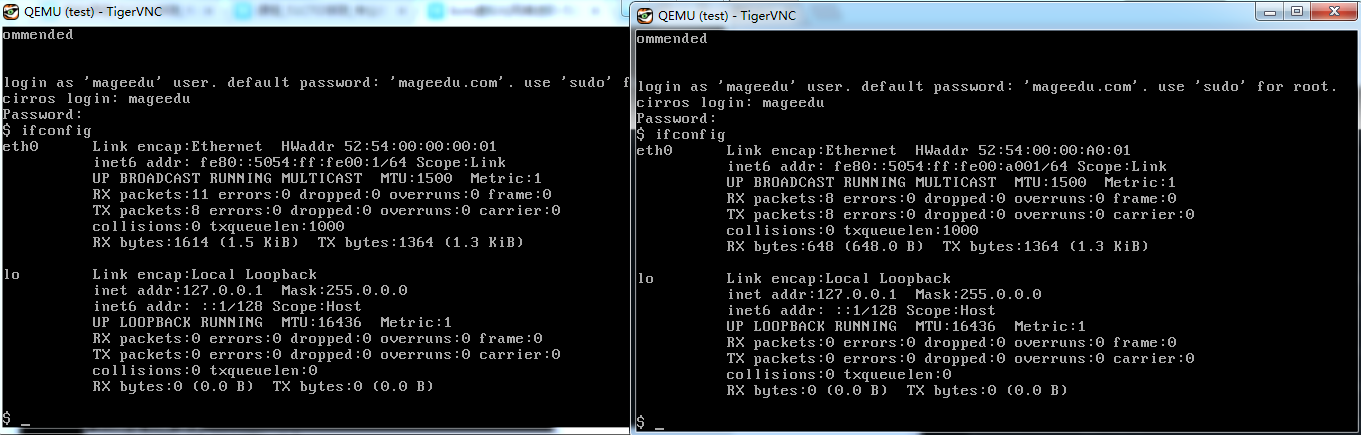 QEMU (test) - TigerVNC
ommended
login as 'mageedu' user. default password: 'mageedu.com'. use 'sudo' f
cirros login: mageedu
Password:
$ ifconfig
eth0 Link encap:Ethernet HWaddr 52:54:00:00:00:01
inet6 addr: fe80::5054:ff:fe00:1/64 Scope:Link
UP BROADCAST RUNNING MULTICAST MTU:1500 Metric:1
RX packets:11 errors:0 dropped:0 overruns:0 frame:0
TX packets:8 errors:0 dropped:0 overruns:0 carrier:0
collisions:0 txqueuelen:1000
RX bytes:1614 (1.5 KiB) TX bytes:1364 (1.3 KiB)
lo Link encap:Local Loopback
inet addr:127.0.0.1 Mask:255.0.0.0
inet6 addr: ::1/128 Scope:Host
UP LOOPBACK RUNNING MTU:16436 Metric:1
RX packets:0 errors:0 dropped:0 overruns:0 frame:0
TX packets:0 errors:0 dropped:0 overruns:0 carrier:0
collisions:0 txqueuelen:0
RX bytes:0 (0.0 B) TX bytes:0 (0.0 B)
$ _
QEMU (test) - TigerVNC
ommended
login as 'mageedu' user. default password: 'mageedu.com'. use 'sudo' for root.
cirros login: mageedu
Password:
$ ifconfig
eth0 Link encap:Ethernet HWaddr 52:54:00:00:A0:01
inet6 addr: fe80::5054:ff:fe00:a001/64 Scope:Link
UP BROADCAST RUNNING MULTICAST MTU:1500 Metric:1
RX packets:8 errors:0 dropped:0 overruns:0 frame:0
TX packets:8 errors:0 dropped:0 overruns:0 carrier:0
collisions:0 txqueuelen:1000
RX bytes:648 (648.0 B) TX bytes:1364 (1.3 KiB)
lo Link encap:Local Loopback
inet addr:127.0.0.1 Mask:255.0.0.0
inet6 addr: ::1/128 Scope:Host
UP LOOPBACK RUNNING MTU:16436 Metric:1
RX packets:0 errors:0 dropped:0 overruns:0 frame:0
TX packets:0 errors:0 dropped:0 overruns:0 carrier:0
collisions:0 txqueuelen:0
RX bytes:0 (0.0 B) TX bytes:0 (0.0 B)
$ _